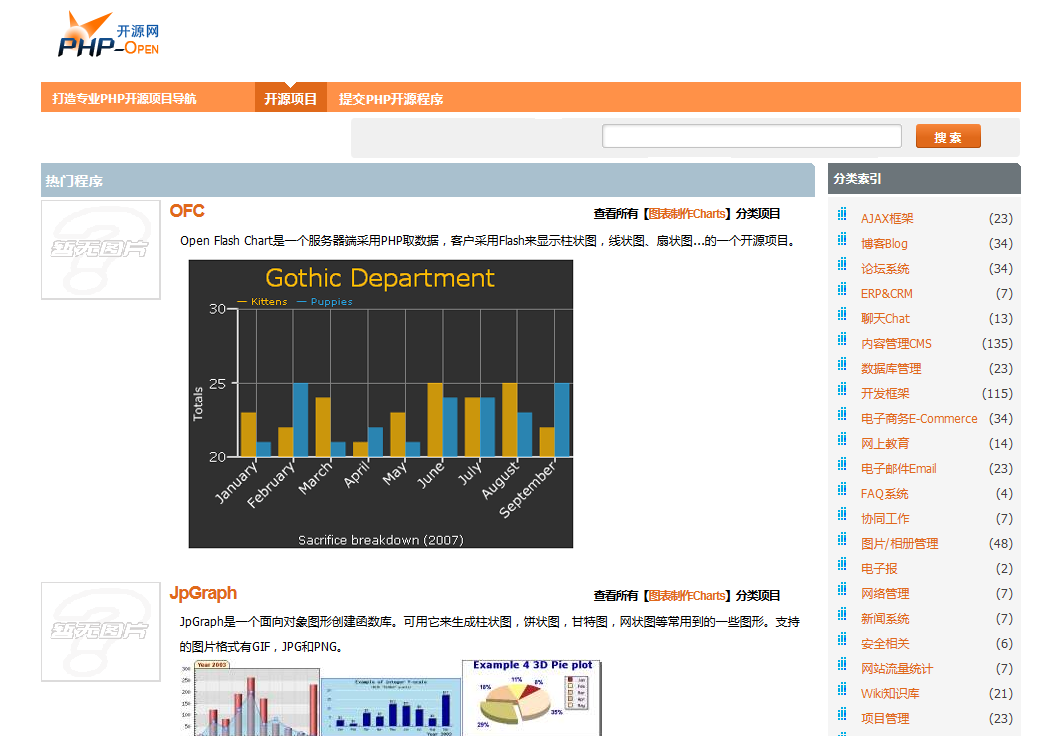 开源网
PHP-OPEN
打造专业PHP开源项目导航
开源项目
提交PHP开源程序
搜 索
热门程序
暂无图片
OFC
查看所有【图表制作Charts】分类项目
Open Flash Chart是一个服务器端采用PHP取数据，客户采用Flash来显示柱状图，线状图、扇状图...的一个开源项目。
Gothic Department
Kittens Puppies
30
25
20
Totals
January February March April May June July August September
Sacrifice breakdown (2007)
暂无图片
JpGraph
查看所有【图表制作Charts】分类项目
JpGraph是一个面向对象图形创建函数库。可用它来生成柱状图，饼状图，甘特图，网状图等常用到的一些图形。支持
的图片格式有GIF，JPG和PNG。
Year 2003
300
250
200
150
100
50
Example of integer Y-scale
Year 2003
Example 4 3D Pie plot
11%
8%
18%
35%
29%
Jan
Feb
Mar
Apr
May
分类索引
AJAX框架 (23)
博客Blog (34)
论坛系统 (34)
ERP&CRM (7)
聊天Chat (13)
内容管理CMS (135)
数据库管理 (23)
开发框架 (115)
电子商务E-Commerce (34)
网上教育 (14)
电子邮件Email (23)
FAQ系统 (4)
协同工作 (7)
图片/相册管理 (48)
电子报 (2)
网络管理 (7)
新闻系统 (7)
安全相关 (6)
网站流量统计 (7)
Wiki知识库 (21)
项目管理 (23)